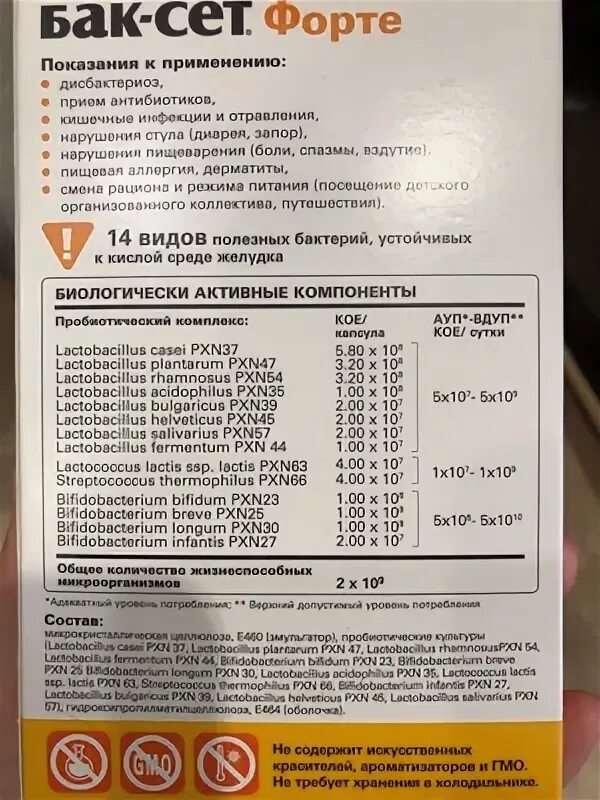 Бак-сет Форте
Показания к применению:
• дисбактериоз,
• прием антибиотиков,
• кишечные инфекции и отравления,
• нарушения стула (диарея, запор),
• нарушения пищеварения (боли, спазмы, вздутие),
• пищевая аллергия, дерматиты,
• смена рациона и режима питания (посещение детского
организованного коллектива, путешествия).
! 14 видов полезных бактерий, устойчивых
к кислой среде желудка
БИОЛОГИЧЕСКИ АКТИВНЫЕ КОМПОНЕНТЫ
Пробиотический комплекс: КОЕ/ капсула АУП*-ВДУП** КОЕ/ сутки
Lactobacillus casei PXN37 5.80 x 10⁸
Lactobacillus plantarum PXN47 3.20 x 10⁸
Lactobacillus rhamnosus PXN54 3.20 x 10⁸
Lactobacillus acidophilus PXN35 1.00 x 10⁸
Lactobacillus bulgaricus PXN39 2.00 x 10⁷ 5x10⁷- 5x10⁹
Lactobacillus helveticus PXN45 2.00 x 10⁷
Lactobacillus salivarius PXN57 2.00 x 10⁷
Lactobacillus fermentum PXN 44 1.00 x 10⁷
Lactococcus lactis ssp. lactis PXN63 4.00 x 10⁷ 1x10⁷- 1x10⁹
Streptococcus thermophilus PXN66 4.00 x 10⁷
Bifidobacterium bifidum PXN23 1.00 x
Bifidobacterium breve PXN25 1.00 x
Bifidobacterium longum PXN30 1.00 x 5x10⁸- 5x10¹⁰
Bifidobacterium infantis PXN27 2.00 x 10⁷
Общее количество жизнеспособных
микроорганизмов 2 x 10⁹
*Адекватный уровень потребления; ** Верхний допустимый уровень потребления
Состав:
микрокристаллическая целлюлоза, Е460 (эмульгатор), пробиотические культуры
(Lactobacillus casei PXN 37, Lactobacillus plantarum PXN 47, Lactobacillus rhamnosus PXN 54,
Lactobacillus fermentum PXN 44, Bifidobacterium bifidum PXN 23, Bifidobacterium breve
PXN 25 Bifidobacterium longum PXN 30, Lactobacillus acidophilus PXN 35, Lactococcus lactis
ssp. lactis PXN 63, Streptococcus thermophilus PXN 66, Bifidobacterium infantis PXN 27,
Lactobacillus bulgaricus PXN 39, Lactobacillus helveticus PXN 45, Lactobacillus salivarius PXN
57), гидроксипропилметилцеллюлоза, Е464 (оболочка).
GMO
Не содержит искусственных
красителей, ароматизаторов и ГМО.
Не требует хранения в холодильнике.